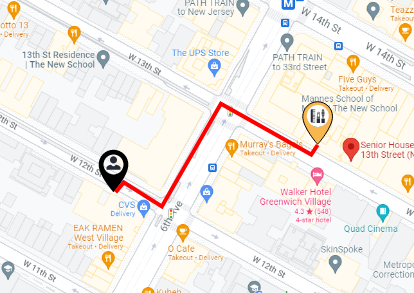 PATH TRAIN
to New Jersey
W 14th St
W 14th St
Teazz
Takeout
otto 13
Takeout
13th St Residence
| The New School
The UPS Store
W 13th St
PATH TRAIN
to 33rd Street
Five Guys
Takeout • Delivery
Mannes School of
The New School
Murray's Bagels
Takeout • Delivery
Senior House
13th Street (N
W 12th St
Walker Hotel
Greenwich Village
4.3 ★ (548)
4-star hotel
CVS
Delivery
6th Ave
EAK RAMEN
West Village
Takeout • Delivery
O Cafe
Takeout • Delivery
Quad Cinema
SkinSpoke
Metropo
Correction
W 12th St
W 11th St
M